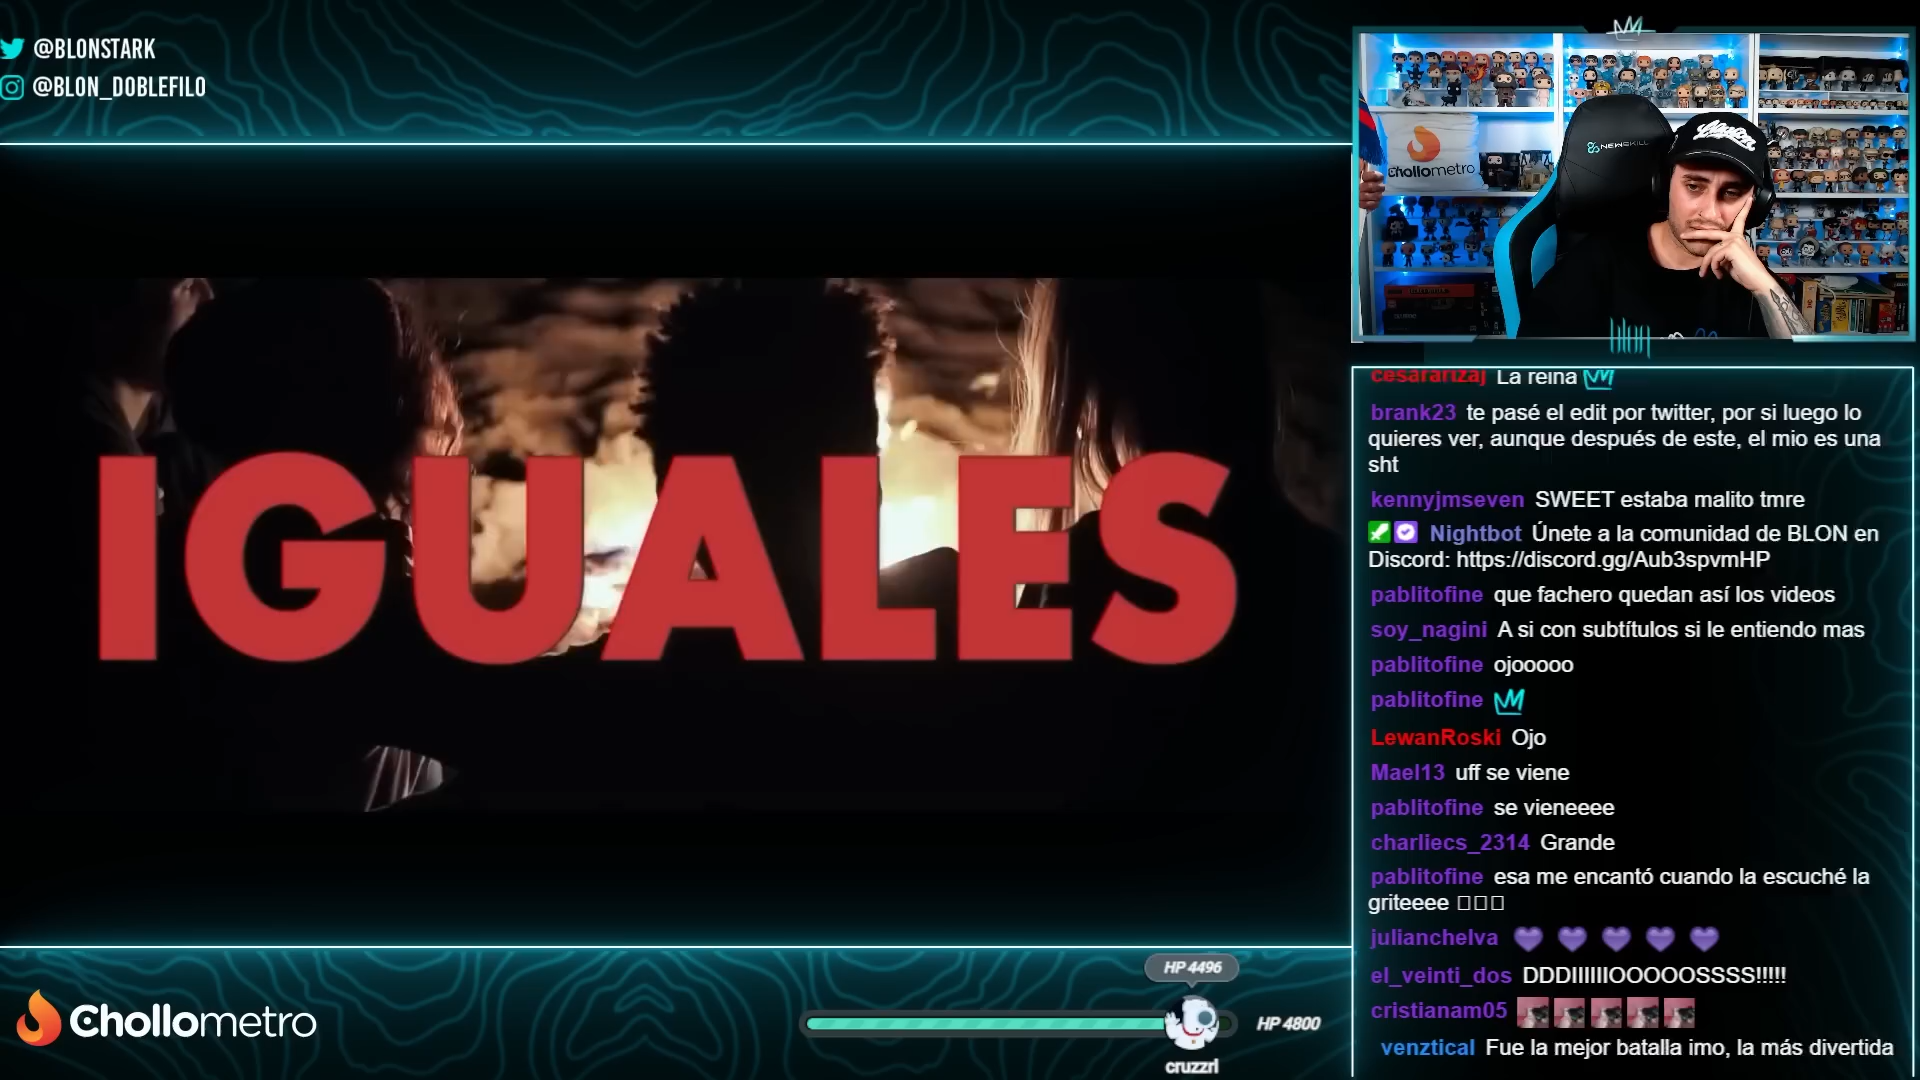 @BLONSTARK
@BLON_DOBLEFILO
NEWSKILL
Chollometro
IGUALES
cesarartzaj La reina
brank23 te pasé el edit por twitter, por si luego lo
quieres ver, aunque después de este, el mio es una
sht
kennyjmseven SWEET estaba malito tmre
Nightbot Únete a la comunidad de BLON en
Discord: https://discord.gg/Aub3spvmHP
pablitofine que fachero quedan así los videos
soy_nagini A si con subtítulos si le entiendo mas
pablitofine ojooooo
pablitofine
LewanRoski Ojo
Mael13 uff se viene
pablitofine se vieneeee
charliecs_2314 Grande
pablitofine esa me encantó cuando la escuché la
griteeee
julianchelva 💜 💜 💜 💜 💜
el_veinti_dos DDDIIIIIIOOOOOSSSS!!!!!
cristianam05
venztical Fue la mejor batalla imo, la más divertida
Chollometro
HP 4496
HP 4800
cruzzrl